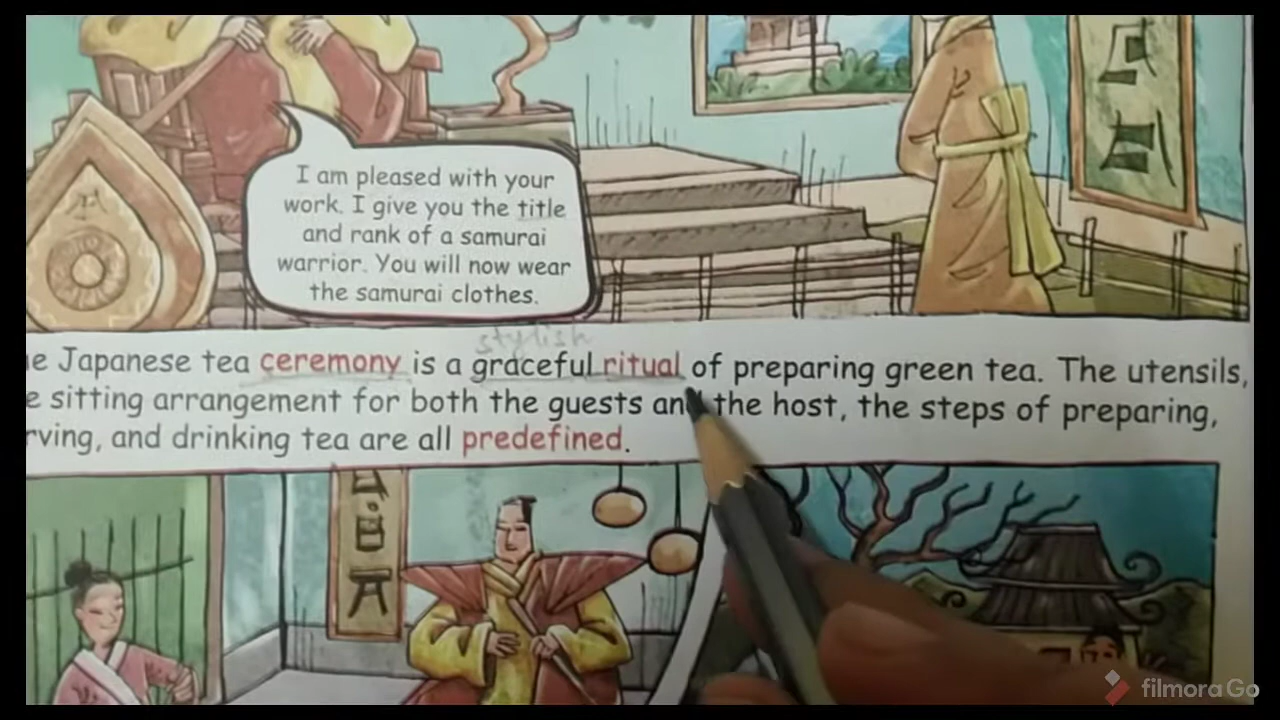 I am pleased with your
work. I give you the title
and rank of a samurai
warrior. You will now wear
the samurai clothes.
stylish
e Japanese tea ceremony is a graceful ritual of preparing green tea. The utensils,
e sitting arrangement for both the guests and the host, the steps of preparing,
rving, and drinking tea are all predefined.
filmoraGo